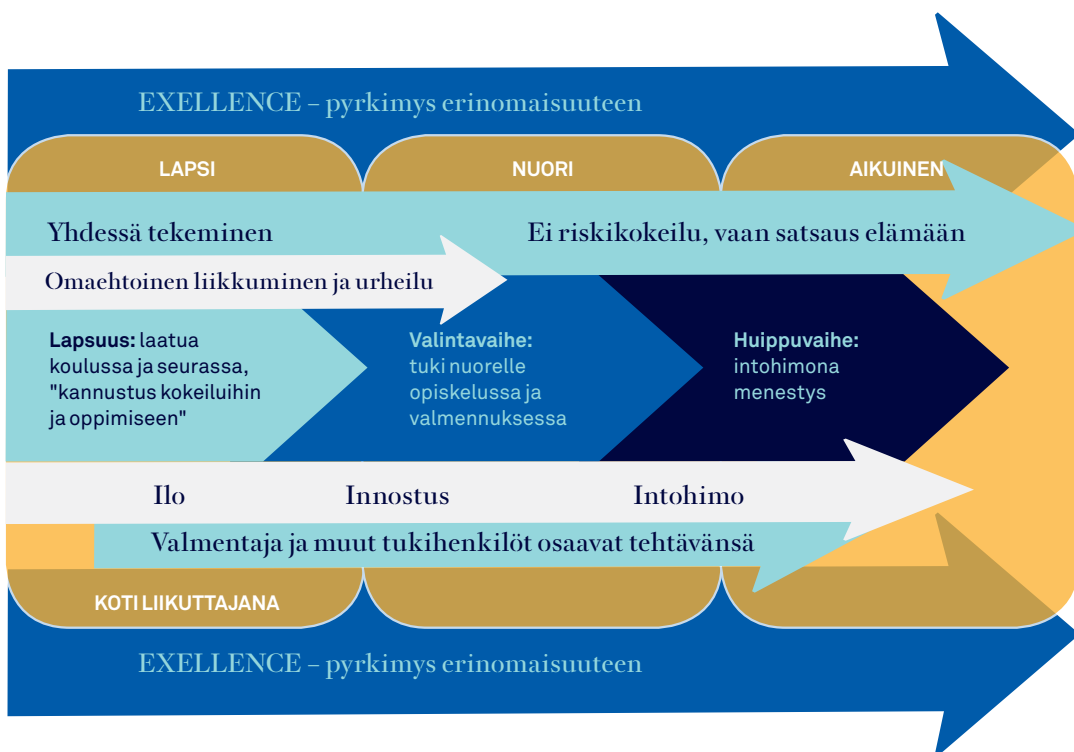 EXELLENCE – pyrkimys erinomaisuuteen
LAPSI
NUORI
AIKUINEN
Yhdessä tekeminen
Ei riskikokeilu, vaan satsaus elämään
Omaehtoinen liikkuminen ja urheilu
Lapsuus: laatua
koulussa ja seurassa,
"kannustus kokeiluihin
ja oppimiseen"
Valintavaihe:
tuki nuorelle
opiskelussa ja
valmennuksessa
Huippuvaihe:
intohimona
menestys
Ilo
Innostus
Intohimo
Valmentaja ja muut tukihenkilöt osaavat tehtävänsä
KOTI LIIKUTTAJANA
EXELLENCE – pyrkimys erinomaisuuteen